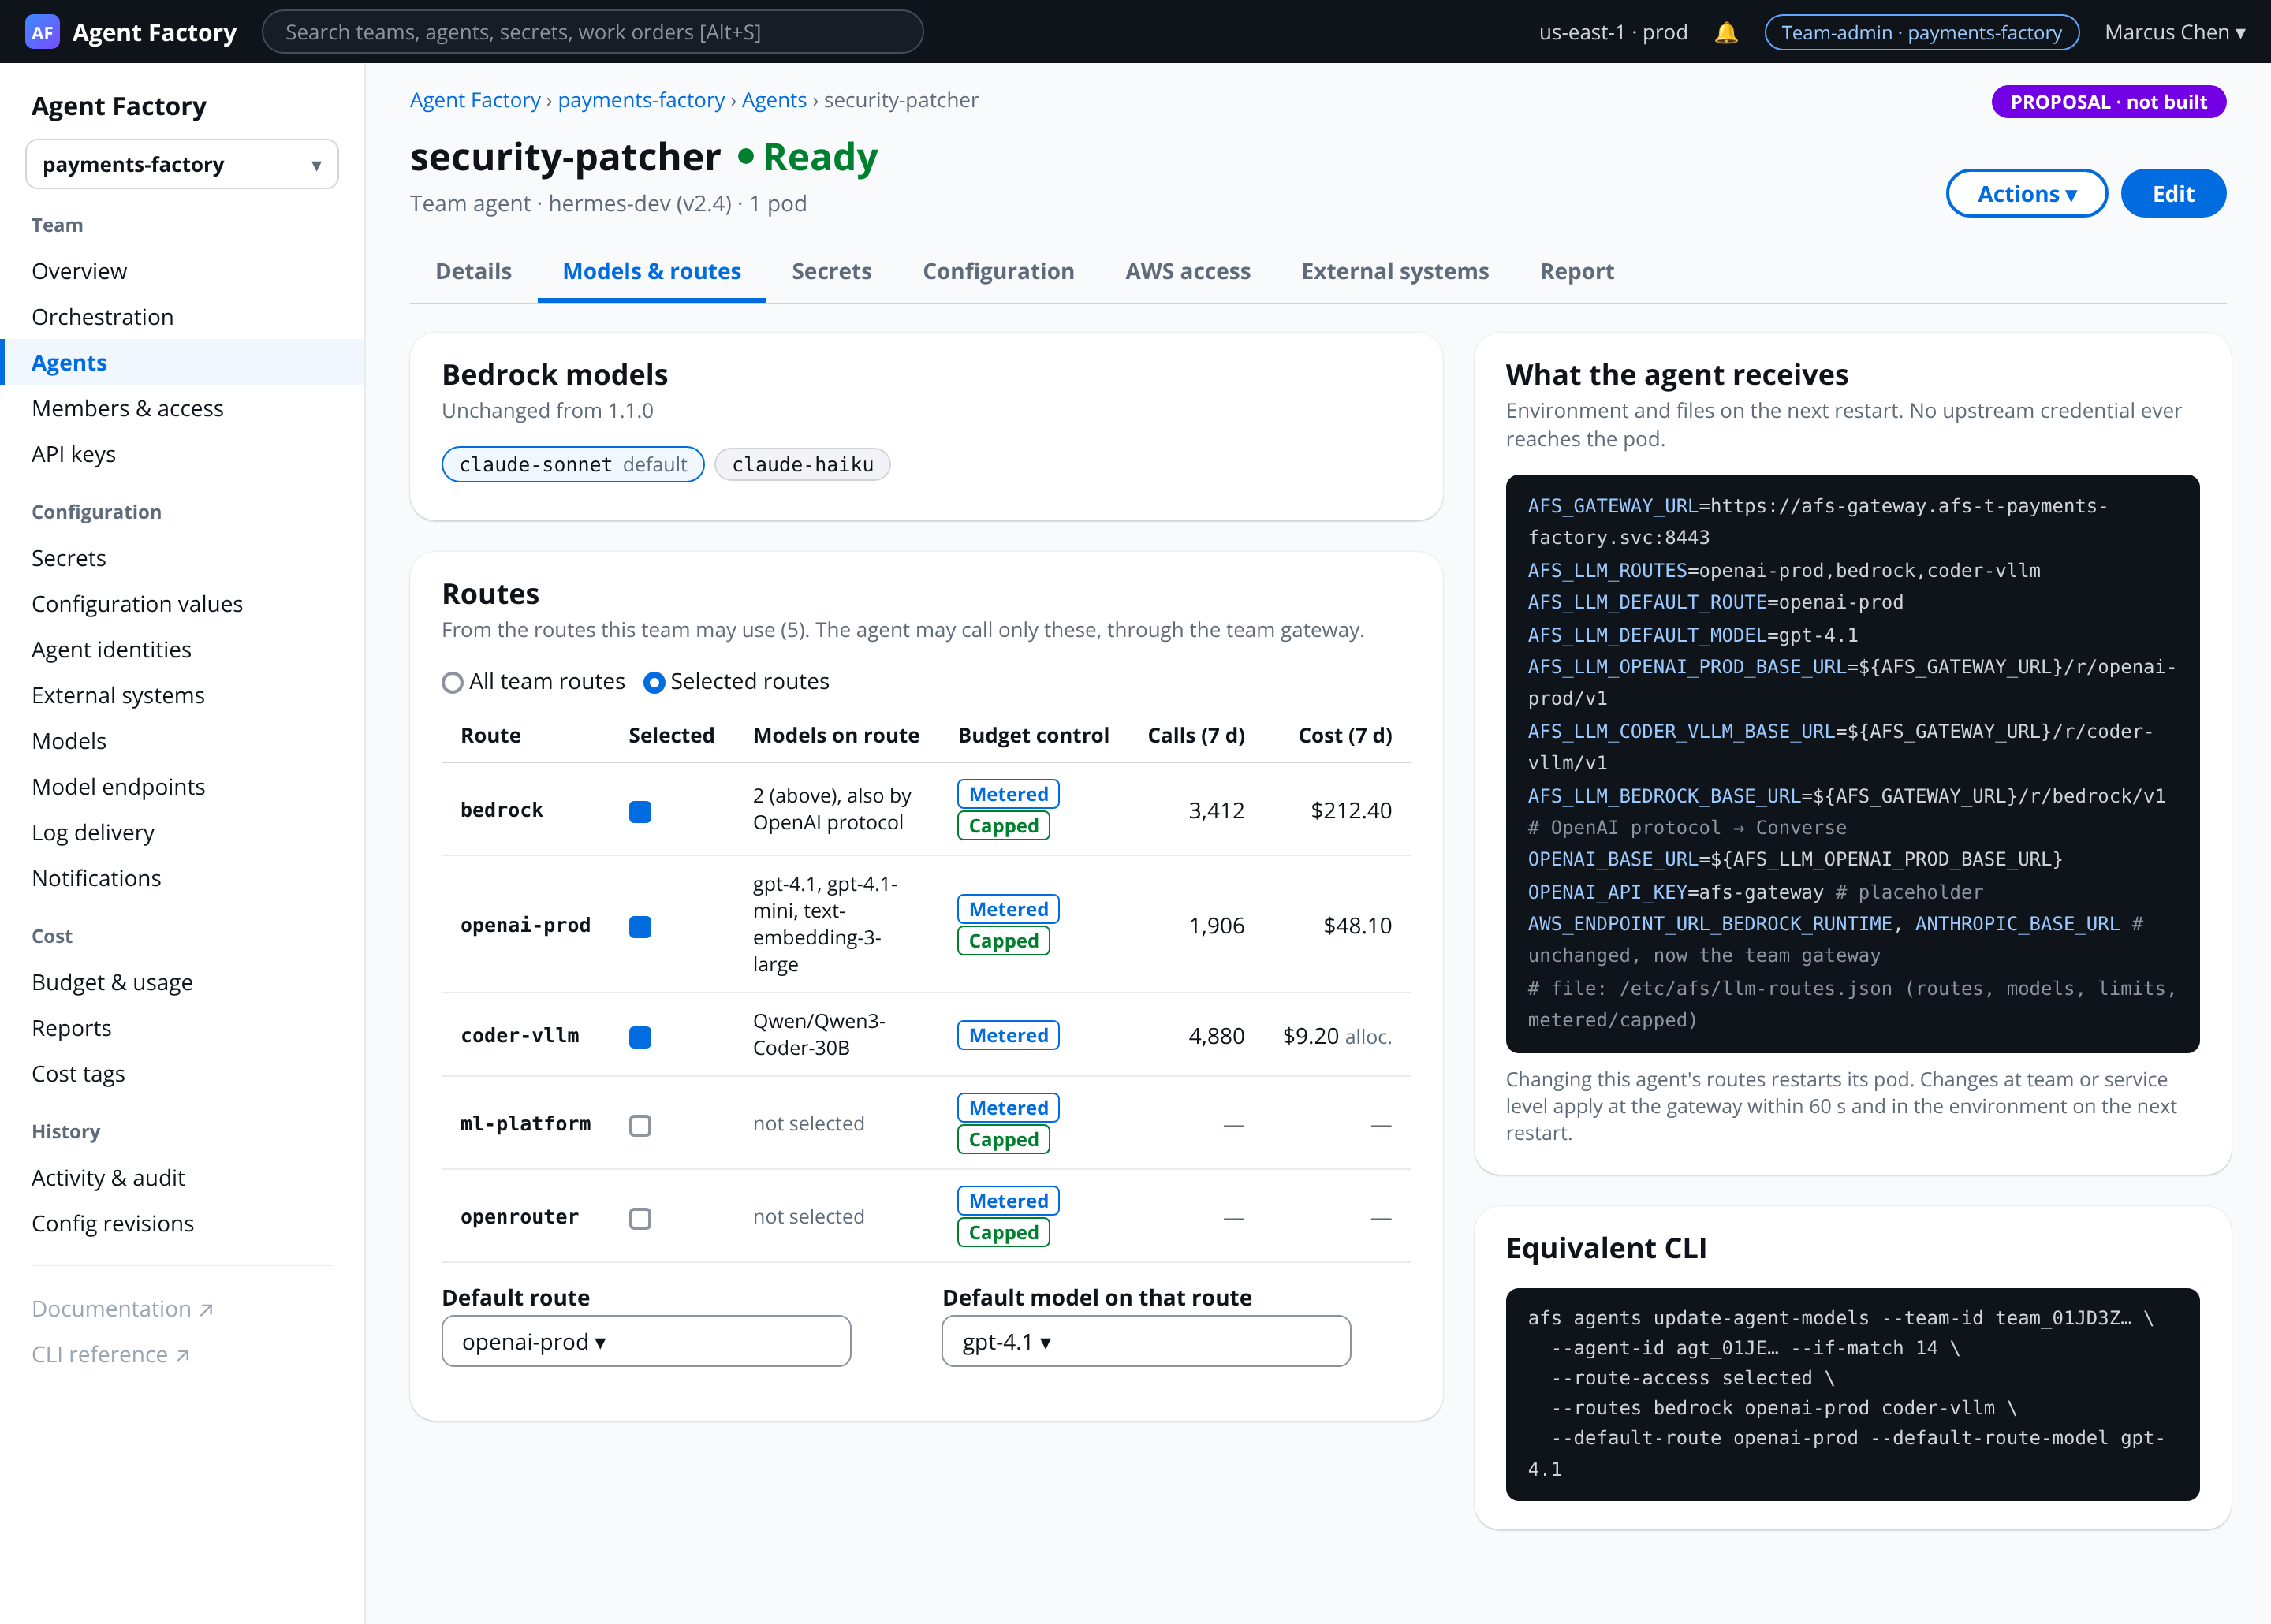 AF Agent Factory
Search teams, agents, secrets, work orders [Alt+S]
us-east-1 · prod
Team-admin · payments-factory
Marcus Chen ▾
Agent Factory
payments-factory ▾
Team
Overview
Orchestration
Agents
Members & access
API keys
Configuration
Secrets
Configuration values
Agent identities
External systems
Models
Model endpoints
Log delivery
Notifications
Cost
Budget & usage
Reports
Cost tags
History
Activity & audit
Config revisions
Documentation ↗
CLI reference ↗
Agent Factory › payments-factory › Agents › security-patcher
PROPOSAL · not built
security-patcher ● Ready
Team agent · hermes-dev (v2.4) · 1 pod
Actions ▾
Edit
Details
Models & routes
Secrets
Configuration
AWS access
External systems
Report
Bedrock models
Unchanged from 1.1.0
claude-sonnet default
claude-haiku
Routes
From the routes this team may use (5). The agent may call only these, through the team gateway.
All team routes
Selected routes
Route Selected Models on route Budget control Calls (7 d) Cost (7 d)
bedrock
2 (above), also by
OpenAI protocol
Metered
Capped
3,412
$212.40
openai-prod
gpt-4.1, gpt-4.1-
mini, text-
embedding-3-
large
Metered
Capped
1,906
$48.10
coder-vllm
Qwen/Qwen3-
Coder-30B
Metered
4,880
$9.20 alloc.
ml-platform
not selected
Metered
Capped
—
—
openrouter
not selected
Metered
Capped
—
—
Default route
openai-prod ▾
Default model on that route
gpt-4.1 ▾
What the agent receives
Environment and files on the next restart. No upstream credential ever
reaches the pod.
AFS_GATEWAY_URL=https://afs-gateway.afs-t-payments-
factory.svc:8443
AFS_LLM_ROUTES=openai-prod,bedrock,coder-vllm
AFS_LLM_DEFAULT_ROUTE=openai-prod
AFS_LLM_DEFAULT_MODEL=gpt-4.1
AFS_LLM_OPENAI_PROD_BASE_URL=${AFS_GATEWAY_URL}/r/openai-
prod/v1
AFS_LLM_CODER_VLLM_BASE_URL=${AFS_GATEWAY_URL}/r/coder-
vllm/v1
AFS_LLM_BEDROCK_BASE_URL=${AFS_GATEWAY_URL}/r/bedrock/v1
# OpenAI protocol → Converse
OPENAI_BASE_URL=${AFS_LLM_OPENAI_PROD_BASE_URL}
OPENAI_API_KEY=afs-gateway # placeholder
AWS_ENDPOINT_URL_BEDROCK_RUNTIME, ANTHROPIC_BASE_URL #
unchanged, now the team gateway
# file: /etc/afs/llm-routes.json (routes, models, limits,
metered/capped)
Changing this agent's routes restarts its pod. Changes at team or service
level apply at the gateway within 60 s and in the environment on the next
restart.
Equivalent CLI
afs agents update-agent-models --team-id team_01JD3Z… \
--agent-id agt_01JE… --if-match 14 \
--route-access selected \
--routes bedrock openai-prod coder-vllm \
--default-route openai-prod --default-route-model gpt-
4.1